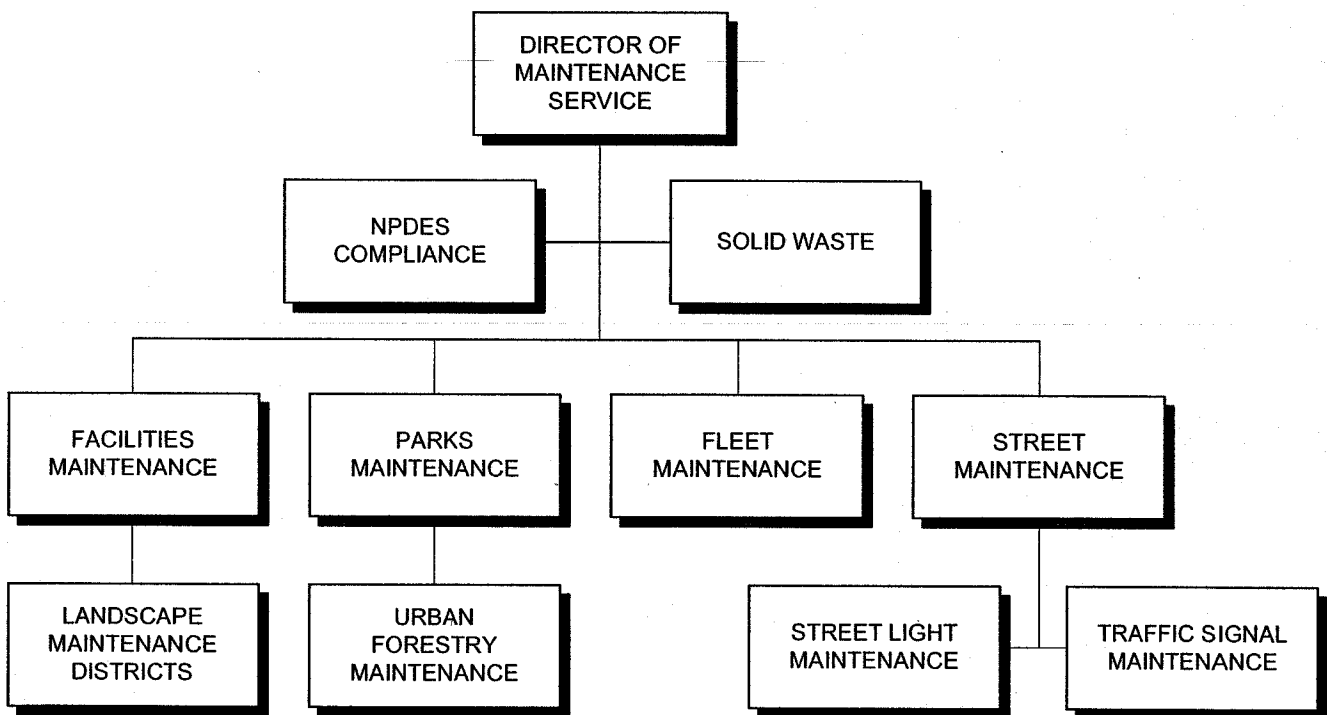 DIRECTOR OF
MAINTENANCE
SERVICE
NPDES
COMPLIANCE
SOLID WASTE
FACILITIES
MAINTENANCE
PARKS
MAINTENANCE
FLEET
MAINTENANCE
STREET
MAINTENANCE
LANDSCAPE
MAINTENANCE
DISTRICTS
URBAN
FORESTRY
MAINTENANCE
STREET LIGHT
MAINTENANCE
TRAFFIC SIGNAL
MAINTENANCE